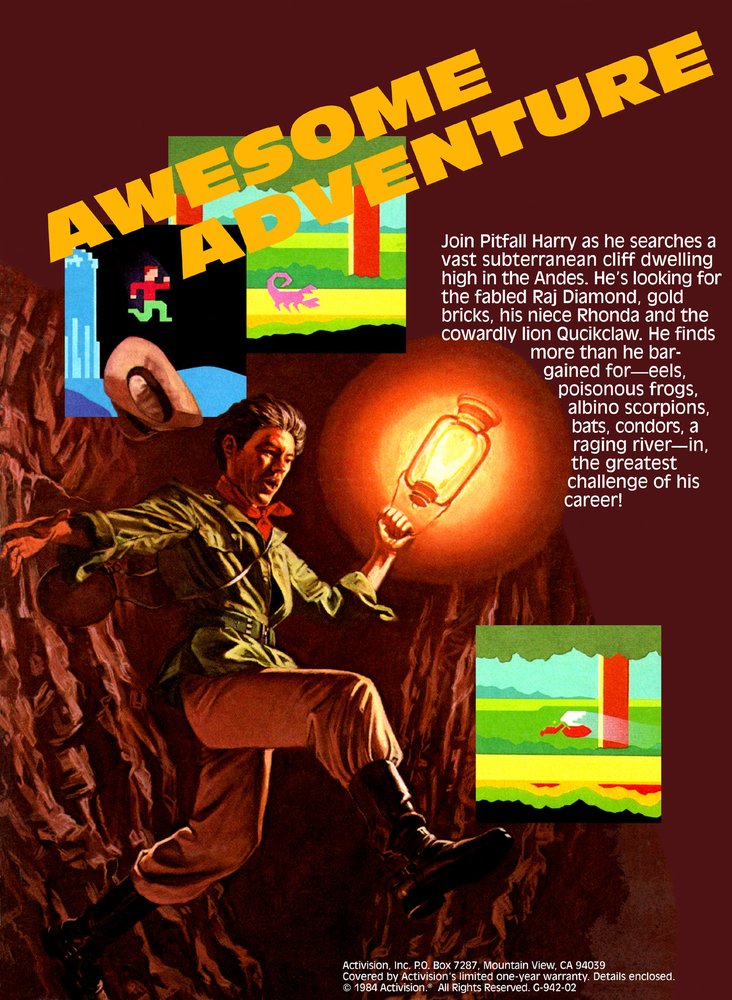 AWESOME
ADVENTURE
Join Pitfall Harry as he searches a
vast subterranean cliff dwelling
high in the Andes. He's looking for
the fabled Raj Diamond, gold
bricks, his niece Rhonda and the
cowardly lion Qucikclaw. He finds
more than he bar-
gained for—eels,
poisonous frogs,
albino scorpions,
bats, condors, a
raging river—in,
the greatest
challenge of his
career!
Activision, Inc. P.O. Box 7287, Mountain View, CA 94039
Covered by Activision's limited one-year warranty. Details enclosed.
© 1984 Activision.® All Rights Reserved. G-942-02